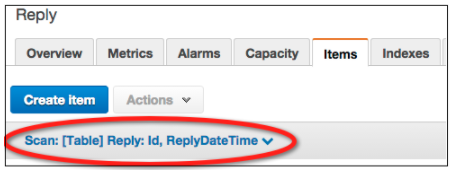 Reply
Overview Metrics Alarms Capacity Items Indexes
Create item Actions
Scan: [Table] Reply: Id, ReplyDateTime